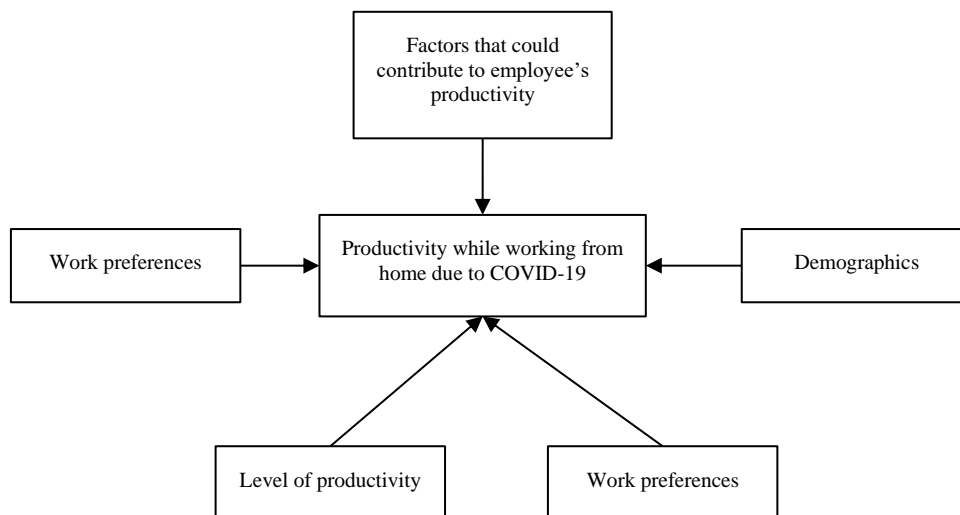 Factors that could
contribute to employee’s
productivity
Work preferences
Productivity while working from
home due to COVID-19
Demographics
Level of productivity
Work preferences